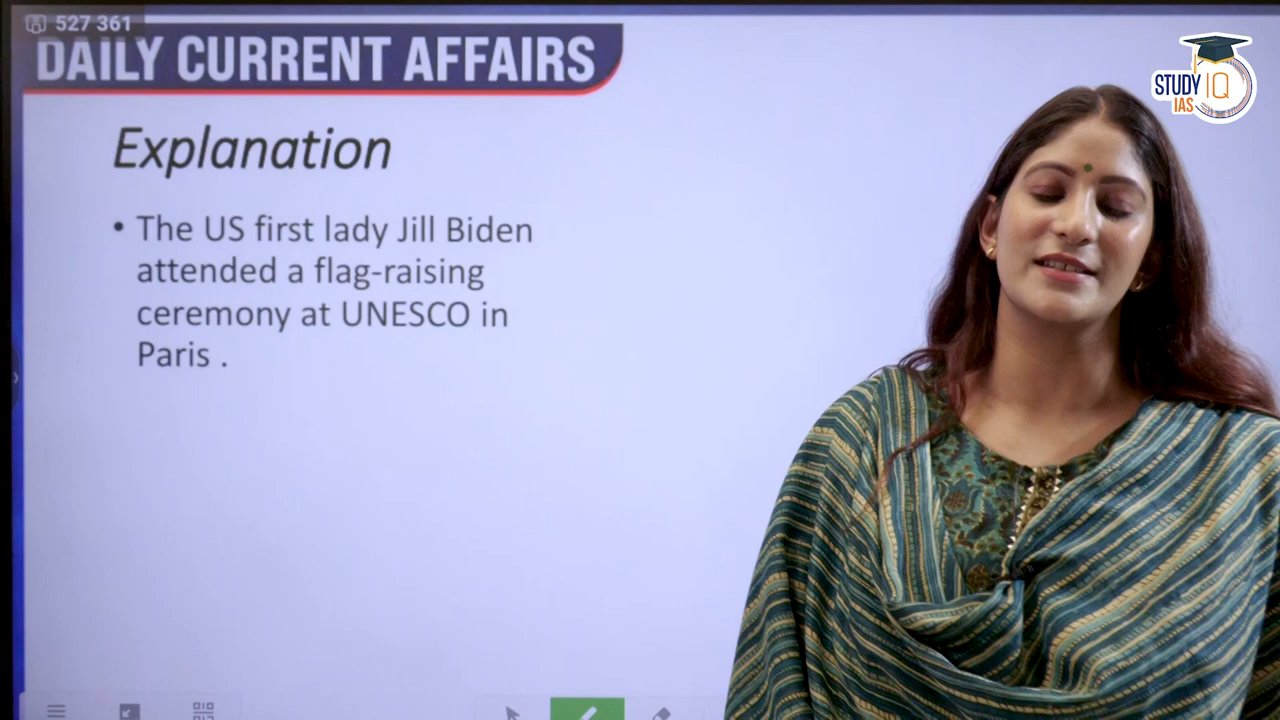 527 361
DAILY CURRENT AFFAIRS
STUDY IQ
IAS
Explanation
• The US first lady Jill Biden
attended a flag-raising
ceremony at UNESCO in
Paris .